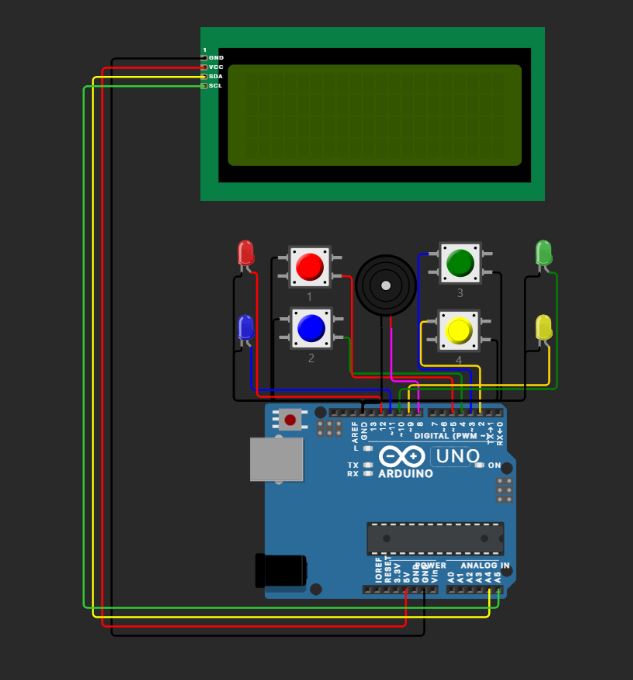 1
GND
VCC
SDA
SCL
1
3
2
4
AREF
GND
13
12
~11
~10
~9
8
7
~6
~5
4
~3
2
TX→1
RX←0
DIGITAL (PWM ~)
L
UNO
TX
RX
ON
ARDUINO
IOREF
RESET
3.3V
5V
GND
GND
Vin
POWER
ANALOG IN
A0
A1
A2
A3
A4
A5